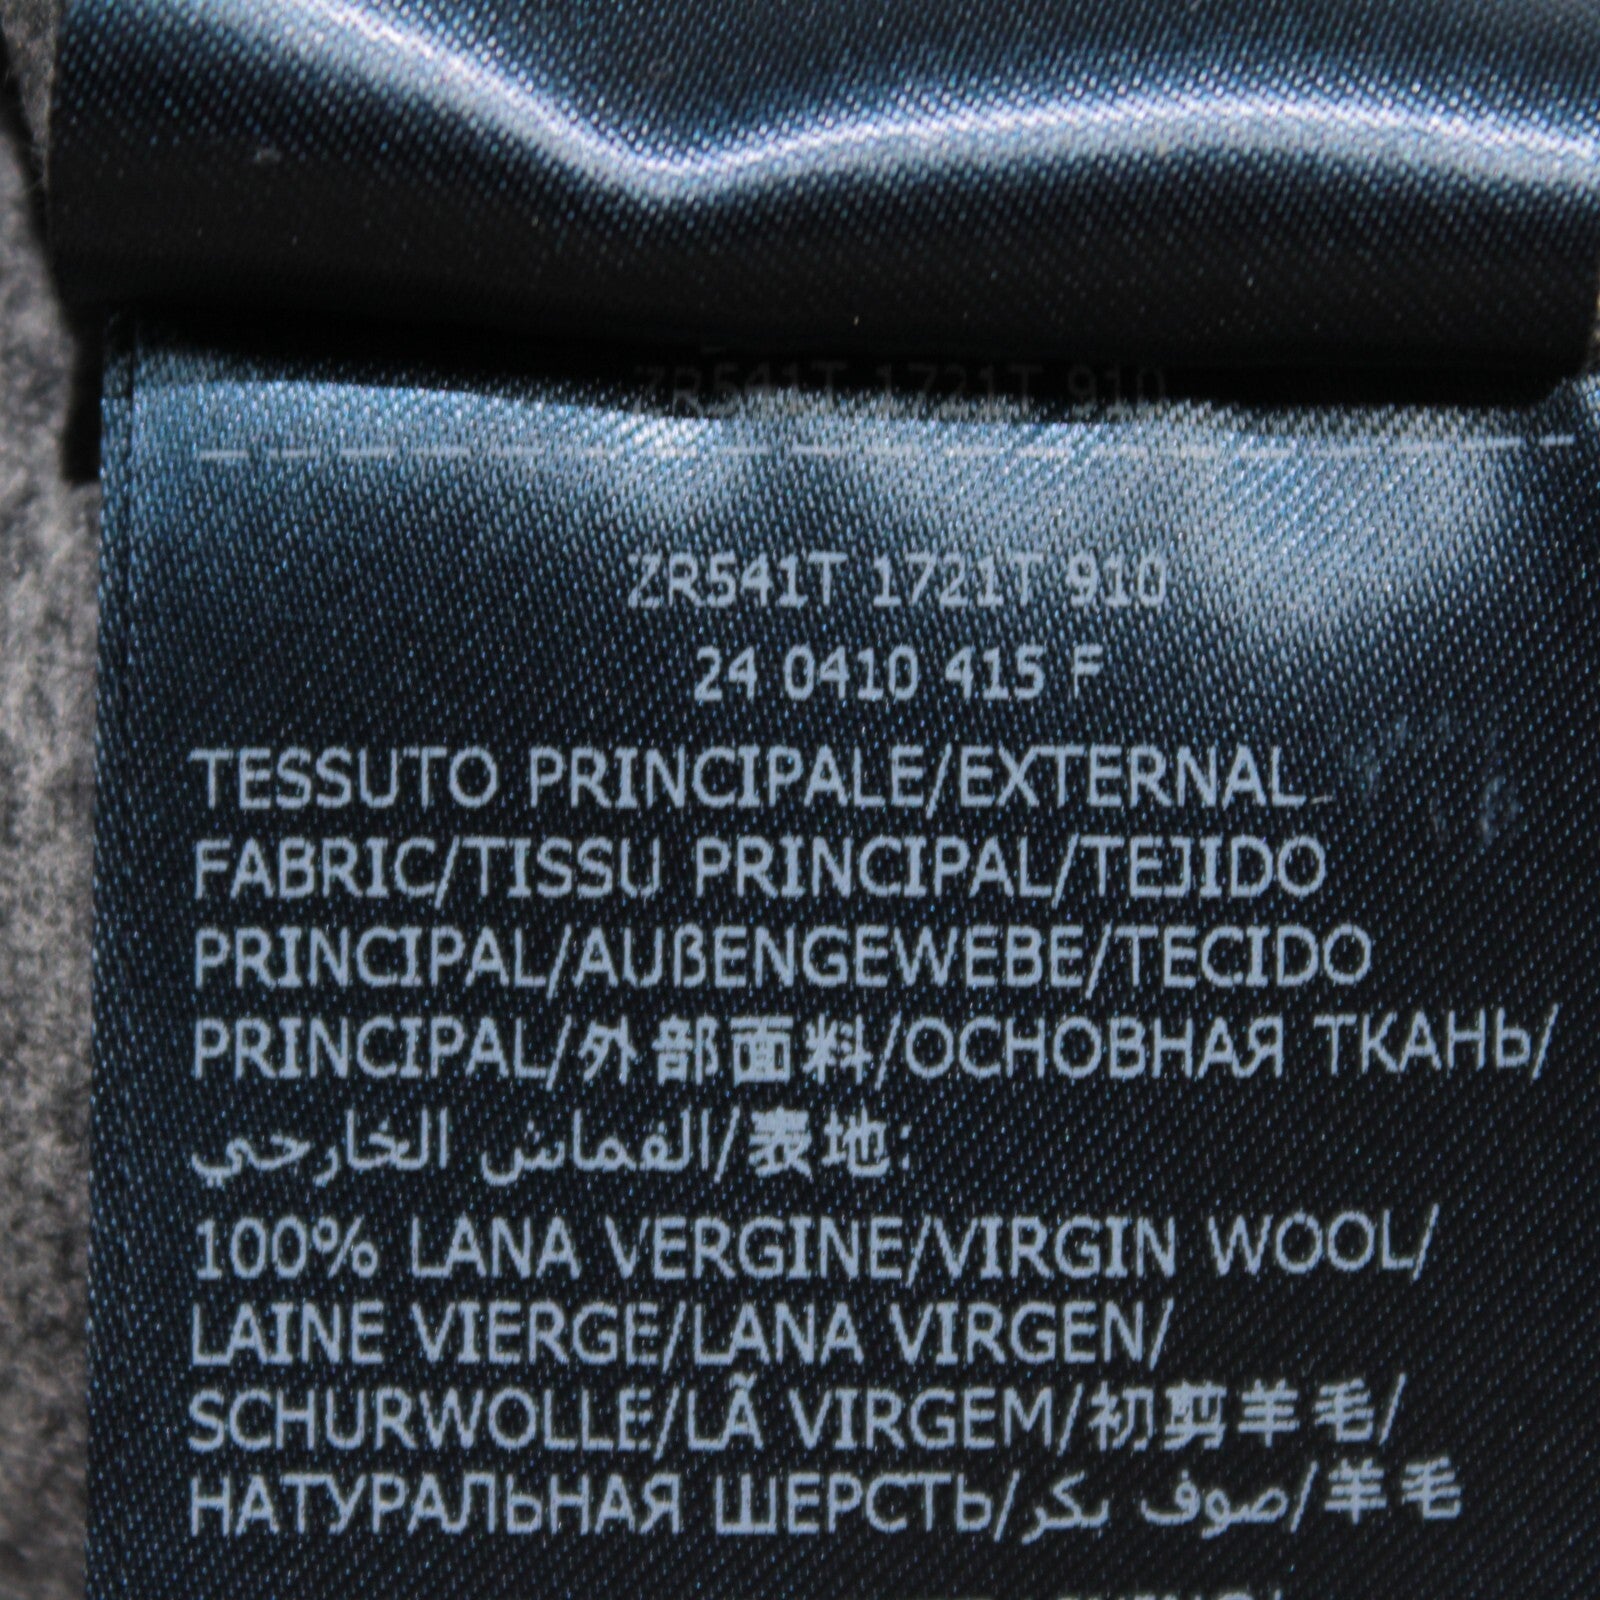 ZR541T 1721T 910
ZR541T 1721T 910
24 0410 415 F
TESSUTO PRINCIPALE/EXTERNAL
FABRIC/TISSU PRINCIPAL/TEJIDO
PRINCIPAL/AUßENGEWEBE/TECIDO
PRINCIPAL/外部面料/ОСНОВНАЯ ТКАНЬ/
القماش الخارجي/表地:
100% LANA VERGINE/VIRGIN WOOL/
LAINE VIERGE/LANA VIRGEN/
SCHURWOLLE/LÃ VIRGEM/初剪羊毛/
НАТУРАЛЬНАЯ ШЕРСТЬ/صوف بكر/羊毛